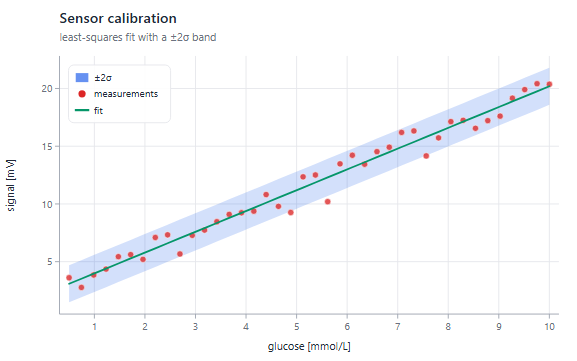 Sensor calibration
least-squares fit with a ±2σ band
±2σ
measurements
fit
20
15
10
5
signal [mV]
1 2 3 4 5 6 7 8 9 10
glucose [mmol/L]